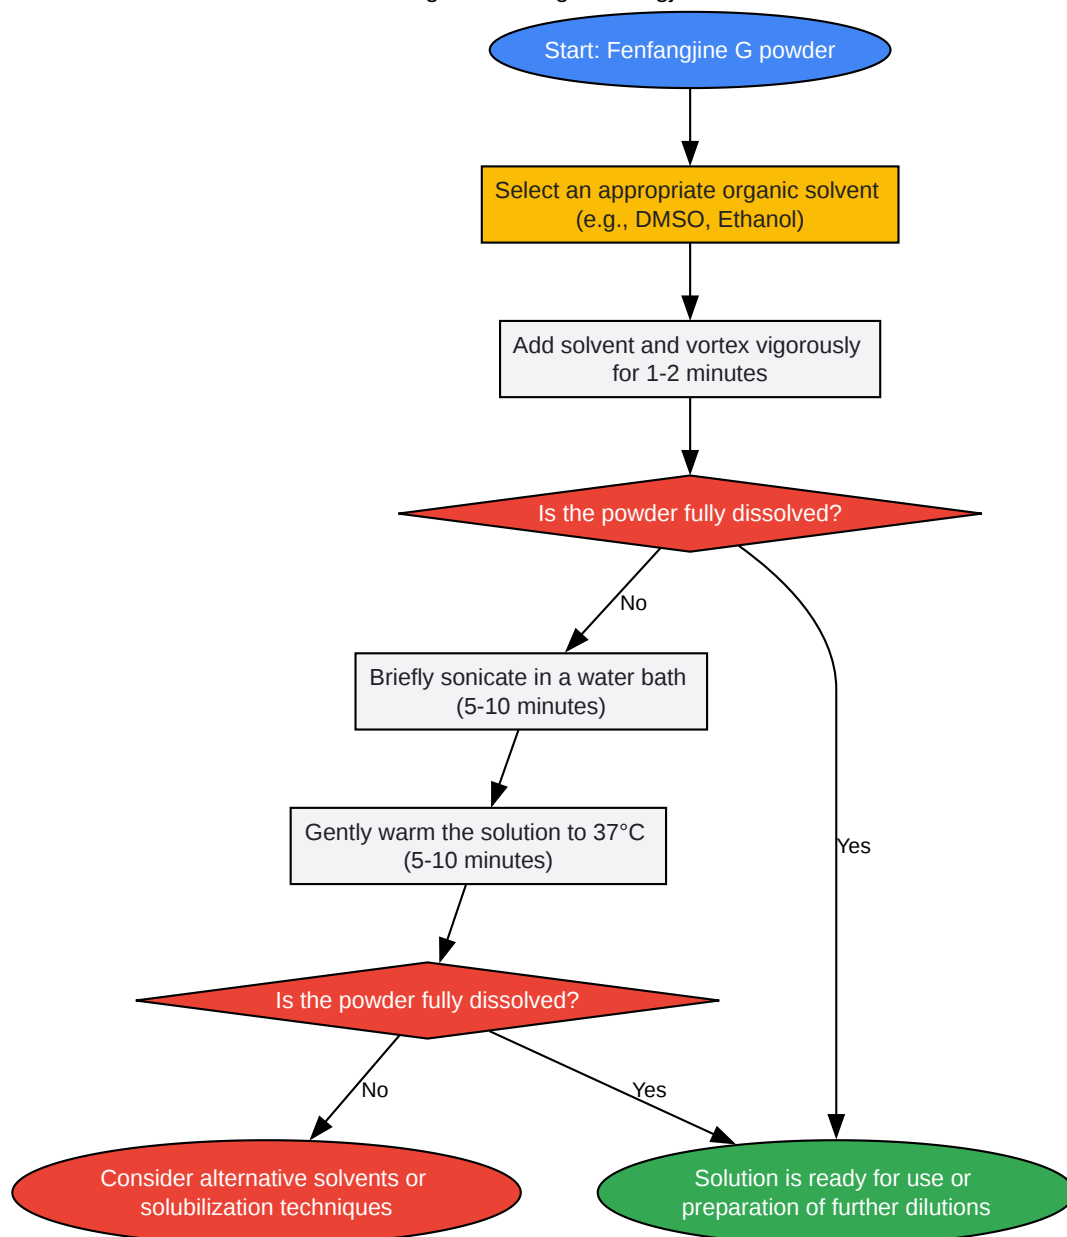 Start: Fenfangjine G powder
Select an appropriate organic solvent
(e.g., DMSO, Ethanol)
Add solvent and vortex vigorously
for 1-2 minutes
Is the powder fully dissolved?
No
Briefly sonicate in a water bath
(5-10 minutes)
Gently warm the solution to 37°C
(5-10 minutes)
Yes
Is the powder fully dissolved?
No
Yes
Consider alternative solvents or
solubilization techniques
Solution is ready for use or
preparation of further dilutions